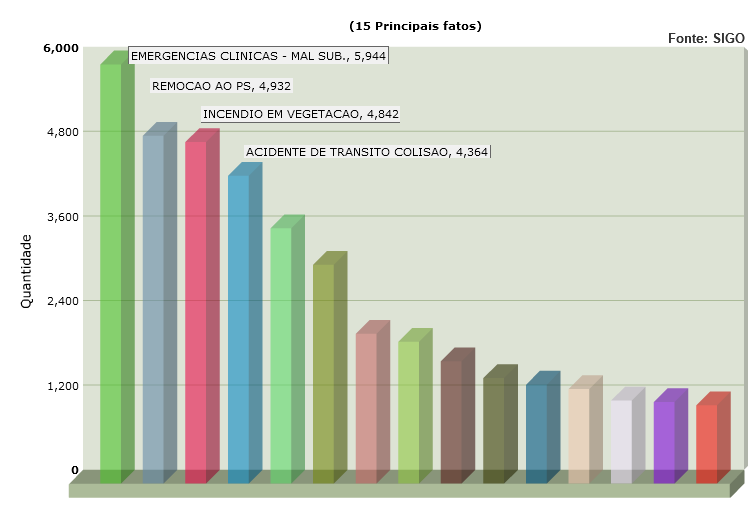 (15 Principais fatos)
Fonte: SIGO
6,000
EMERGENCIAS CLINICAS - MAL SUB., 5,944
REMOCAO AO PS, 4,932
INCENDIO EM VEGETACAO, 4,842
4,800
ACIDENTE DE TRANSITO COLISAO, 4,364
3,600
Quantidade
2,400
1,200
0